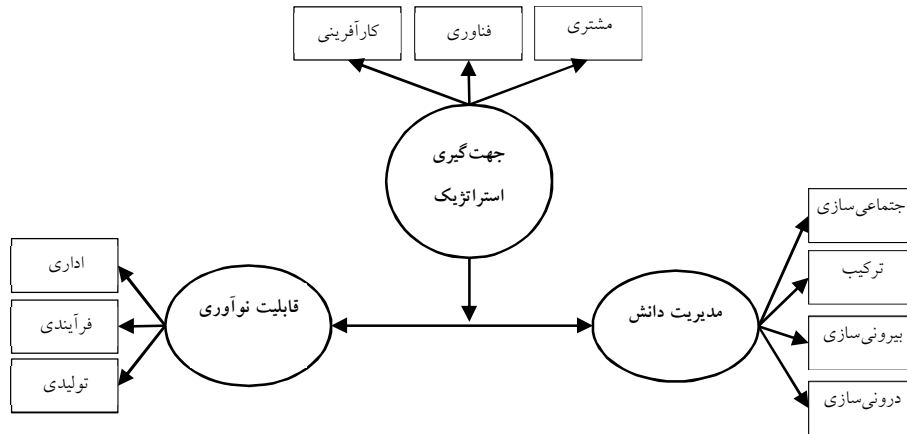 مشتری
فناوری
کارآفرینی
جهت‌گیری
استراتژیک
جتماعی‌سازی
ترکیب
بیرونی‌سازی
درونی‌سازی
مدیریت دانش
قابلیت نوآوری
اداری
فرآیندی
تولیدی